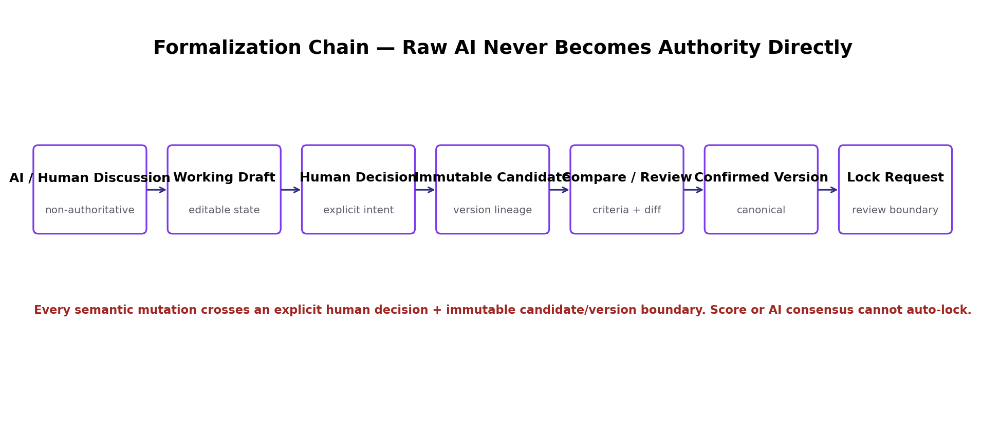 Formalization Chain — Raw AI Never Becomes Authority Directly
AI / Human Discussion
non-authoritative
Working Draft
editable state
Human Decision
explicit intent
Immutable Candidate
version lineage
Compare / Review
criteria + diff
Confirmed Version
canonical
Lock Request
review boundary
Every semantic mutation crosses an explicit human decision + immutable candidate/version boundary. Score or AI consensus cannot auto-lock.